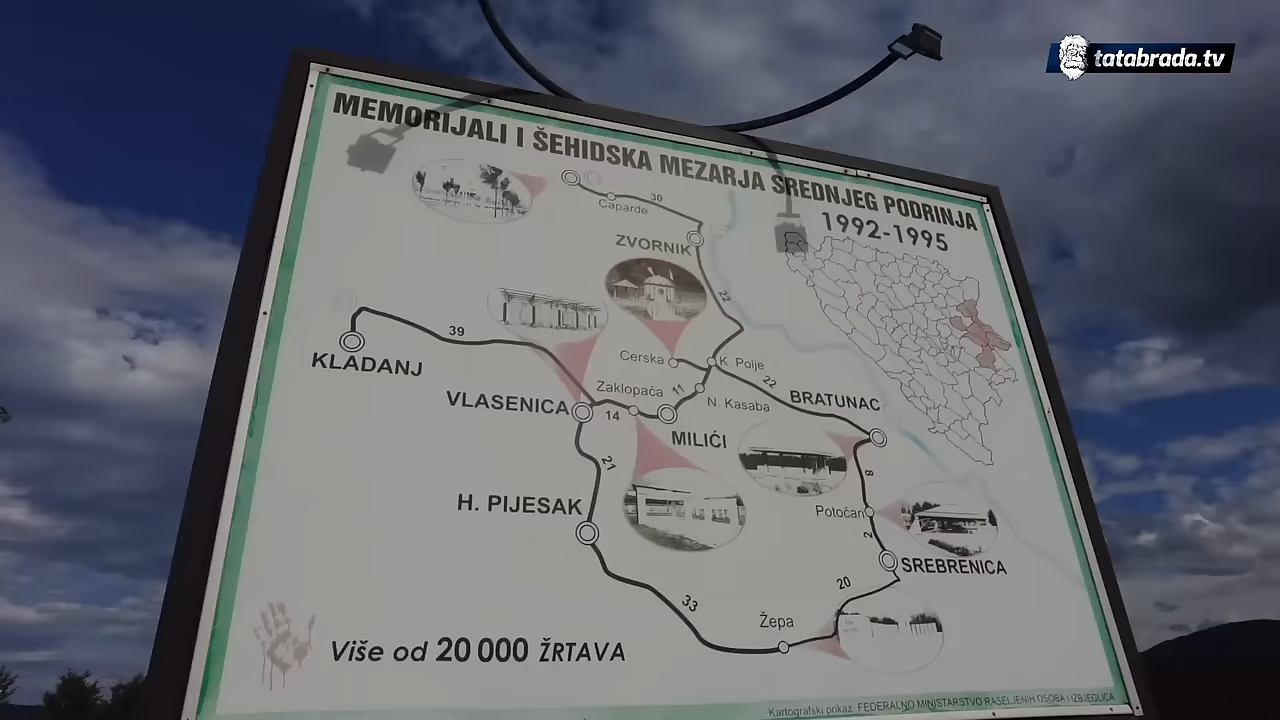 tatabrada.tv
MEMORIJALI I ŠEHIDSKA MEZARJA SREDNJEG PODRINJA
1992-1995
30
Caparde
ZVORNIK
22
39
KLADANJ
Cerska
K. Polje
22
Zaklopača
11
N. Kasaba
BRATUNAC
VLASENICA
14
MILIĆI
21
8
H. PIJESAK
Potočari
2
SREBRENICA
20
33
Žepa
Više od 20 000 ŽRTAVA
Kartografski prikaz: FEDERALNO MINISTARSTVO RASELJENIH OSOBA I IZBJEGLICA